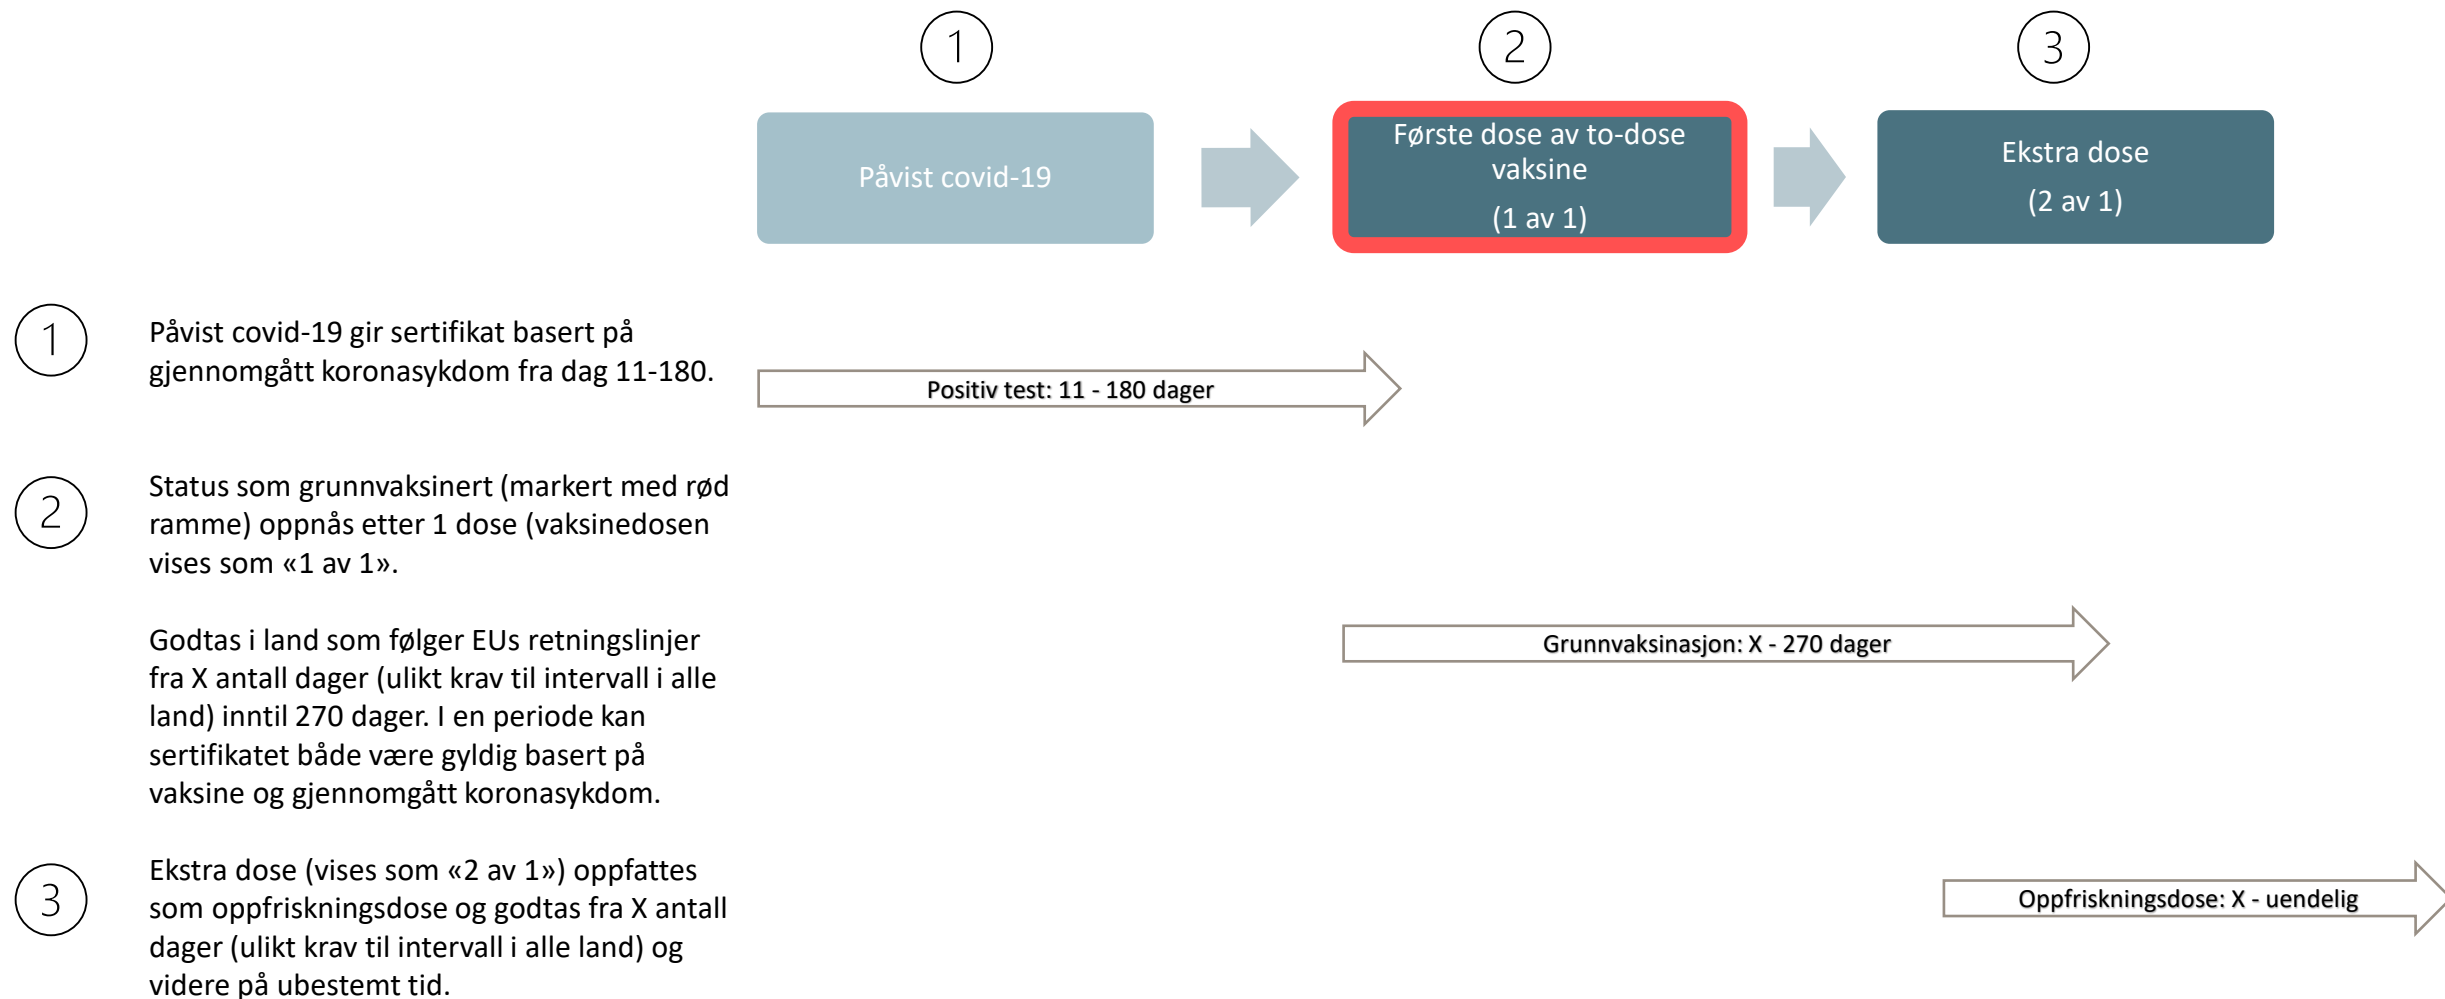 1
2
3
Påvist covid-19
Første dose av to-dose
vaksine
(1 av 1)
Ekstra dose
(2 av 1)
1
Påvist covid-19 gir sertifikat basert på
gjennomgått koronasykdom fra dag 11-180.
Positiv test: 11 - 180 dager
2
Status som grunnvaksinert (markert med rød
ramme) oppnås etter 1 dose (vaksinedosen
vises som «1 av 1».
Godtas i land som følger EUs retningslinjer
fra X antall dager (ulikt krav til intervall i alle
land) inntil 270 dager. I en periode kan
sertifikatet både være gyldig basert på
vaksine og gjennomgått koronasykdom.
Grunnvaksinasjon: X - 270 dager
3
Ekstra dose (vises som «2 av 1») oppfattes
som oppfriskningsdose og godtas fra X antall
dager (ulikt krav til intervall i alle land) og
videre på ubestemt tid.
Oppfriskningsdose: X - uendelig